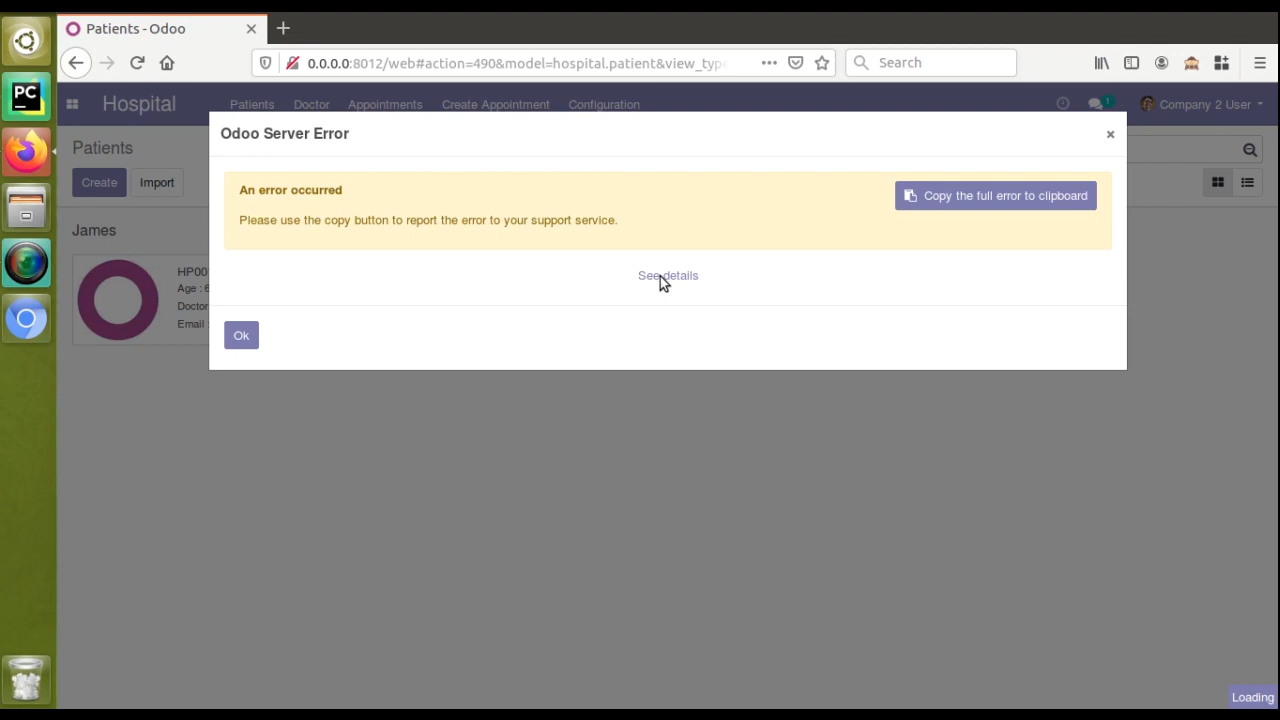 Patients - Odoo
PC
0.0.0.0:8012/web#action=490&model=hospital.patient&view_typ
Search
Hospital
Patients Doctor Appointments Create Appointment Configuration
1
Company 2 User
Odoo Server Error
×
Patients
An error occurred
Copy the full error to clipboard
Create
Import
Please use the copy button to report the error to your support service.
James
See details
HP00
Age :
Doctor
Email :
Ok
Loading